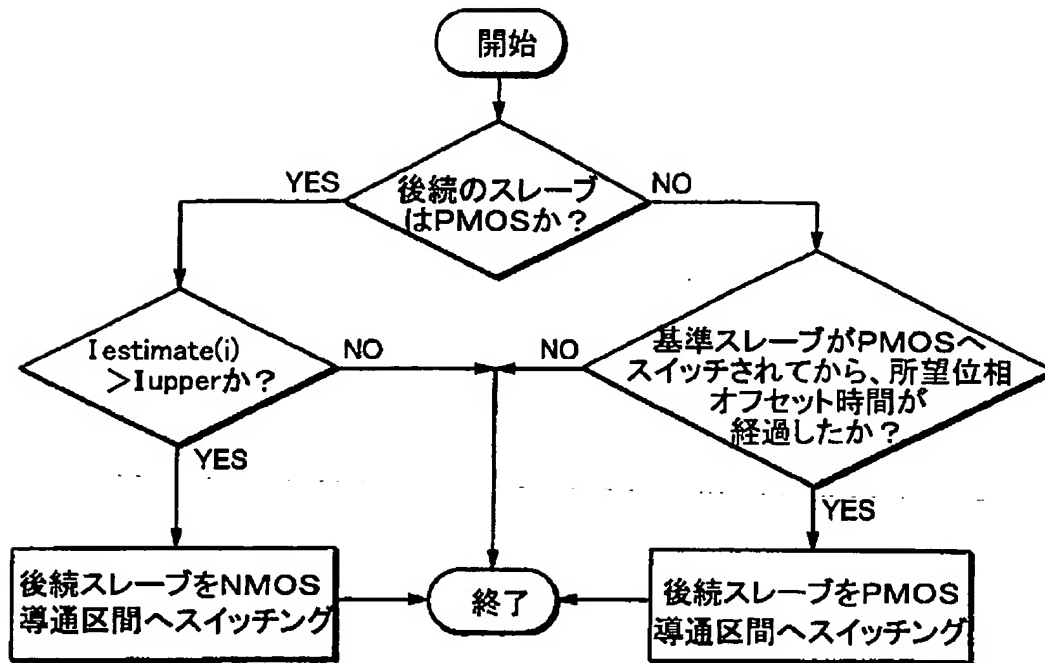 開始
YES
後続のスレーブ
はPMOSか？
NO
Iestimate(i)
>Iupperか？
NO
YES
NO
基準スレーブがPMOSへ
スイッチされてから、所望位相
オフセット時間が
経過したか？
YES
後続スレーブをNMOS
導通区間へスイッチング
終了
後続スレーブをPMOS
導通区間へスイッチング